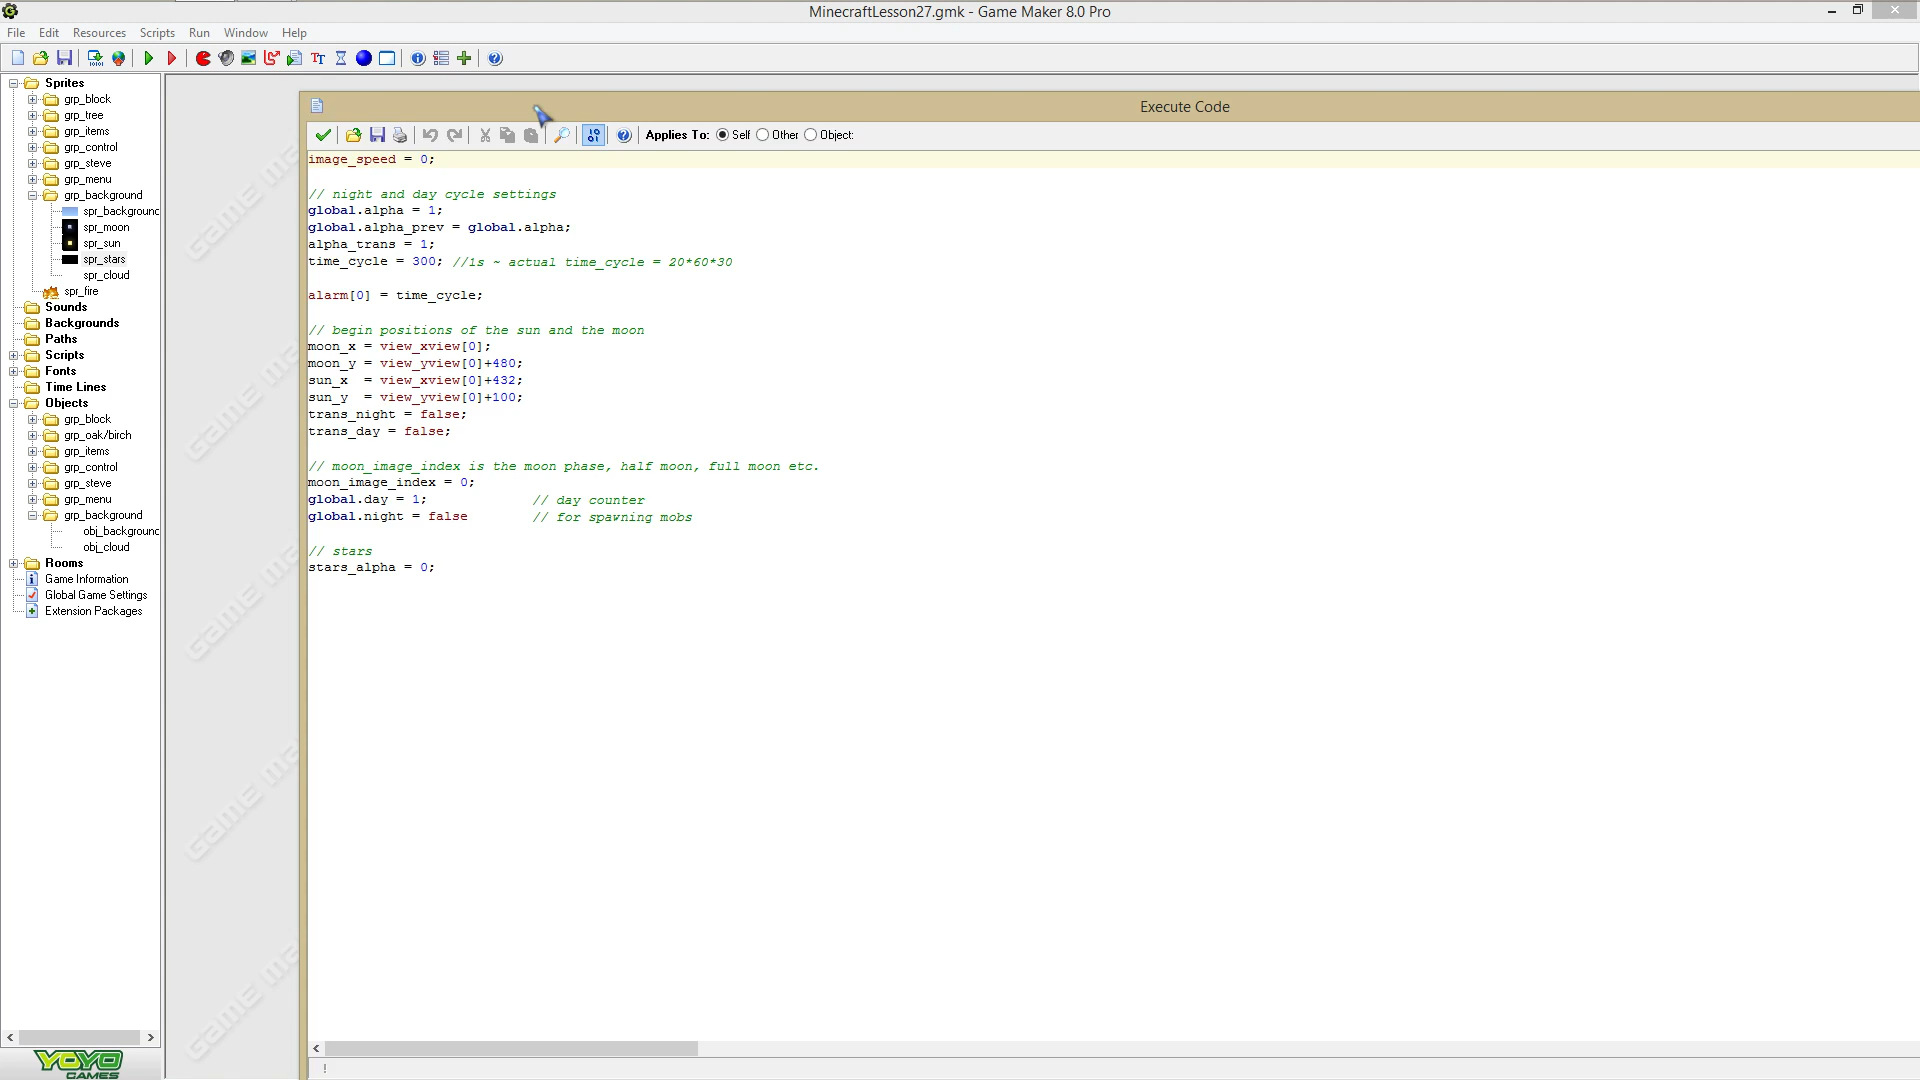 MinecraftLesson27.gmk - Game Maker 8.0 Pro
File Edit Resources Scripts Run Window Help
Sprites
grp_block
grp_tree
grp_items
grp_control
grp_steve
grp_menu
grp_background
spr_background
spr_moon
spr_sun
spr_stars
spr_cloud
spr_fire
Sounds
Backgrounds
Paths
Scripts
Fonts
Time Lines
Objects
grp_block
grp_oak/birch
grp_items
grp_control
grp_steve
grp_menu
grp_background
obj_background
obj_cloud
Rooms
Game Information
Global Game Settings
Extension Packages
YOYO
GAMES
Execute Code
Applies To: Self Other Object:
image_speed = 0;
// night and day cycle settings
global.alpha = 1;
global.alpha_prev = global.alpha;
alpha_trans = 1;
time_cycle = 300; //1s ~ actual time_cycle = 20*60*30
alarm[0] = time_cycle;
// begin positions of the sun and the moon
moon_x = view_xview[0];
moon_y = view_yview[0]+480;
sun_x  = view_xview[0]+432;
sun_y  = view_yview[0]+100;
trans_night = false;
trans_day = false;
// moon_image_index is the moon phase, half moon, full moon etc.
moon_image_index = 0;
global.day = 1; // day counter
global.night = false // for spawning mobs
// stars
stars_alpha = 0;